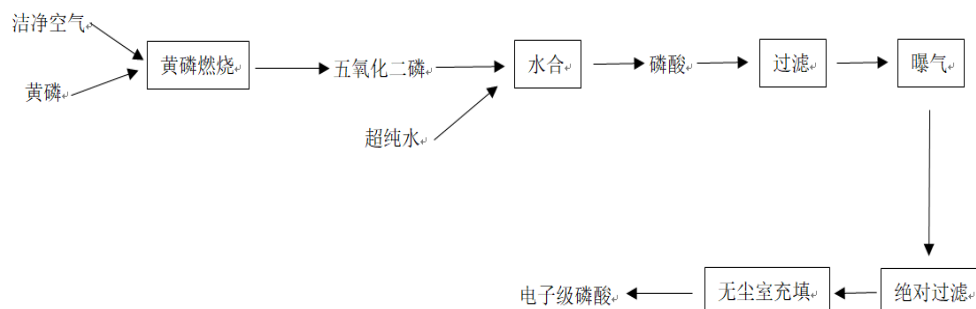 洁净空气
黄磷
黄磷燃烧
五氧化二磷
超纯水
水合
磷酸
过滤
曝气
绝对过滤
无尘室充填
电子级磷酸